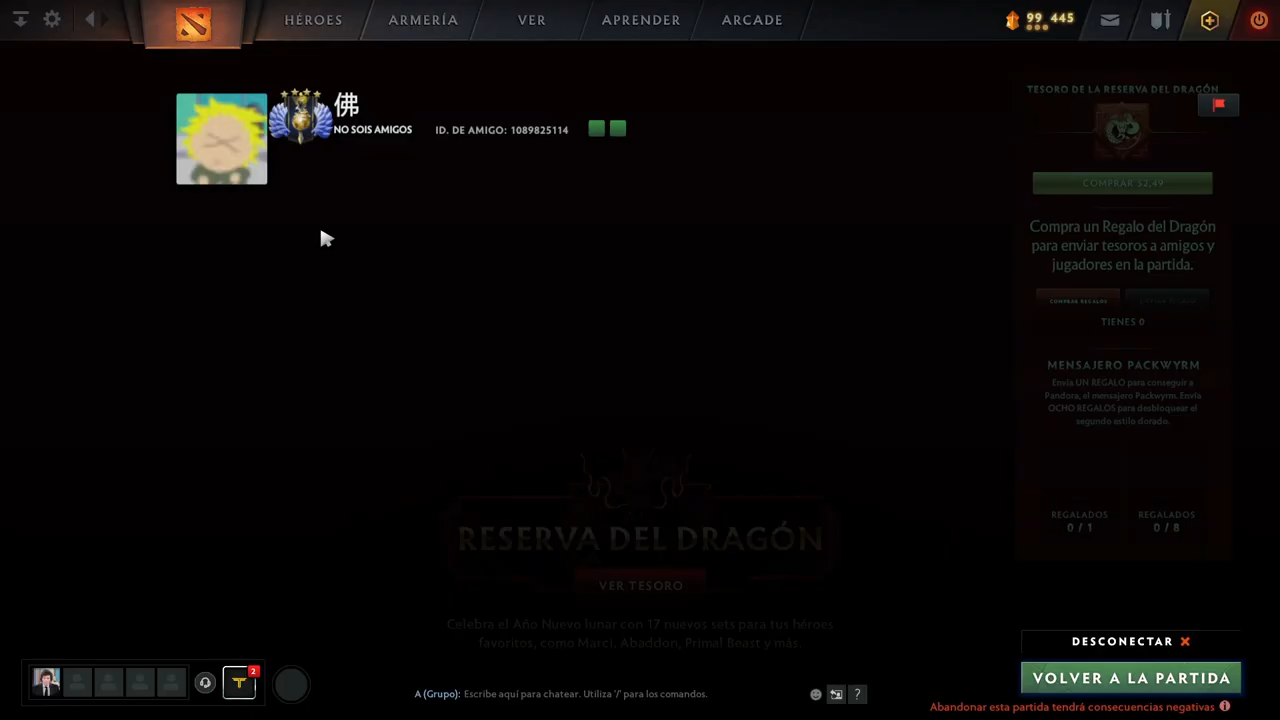 HÉROES
ARMERÍA
VER
APRENDER
ARCADE
99 445
佛
NO SOIS AMIGOS
ID. DE AMIGO: 1089825114
TESORO DE LA RESERVA DEL DRAGÓN
COMPRAR $2.49
Compra un Regalo del Dragón
para enviar tesoros a amigos y
jugadores en la partida.
COMPRAR REGALOS
TIENES 0
MENSAJERO PACKWYRM
Envía UN REGALO para conseguir a
Pandora, el mensajero Packwyrm. Envía
OCHO REGALOS para desbloquear el
segundo estilo dorado.
REGALADOS
0 / 1
REGALADOS
0 / 8
RESERVA DEL DRAGÓN
VER TESORO
Celebra el Año Nuevo lunar con 17 nuevos sets para tus héroes
favoritos, como Marci, Abaddon, Primal Beast y más.
DESCONECTAR
VOLVER A LA PARTIDA
Abandonar esta partida tendrá consecuencias negativas
2
A (Grupo): Escribe aquí para chatear. Utiliza '/' para los comandos.
?